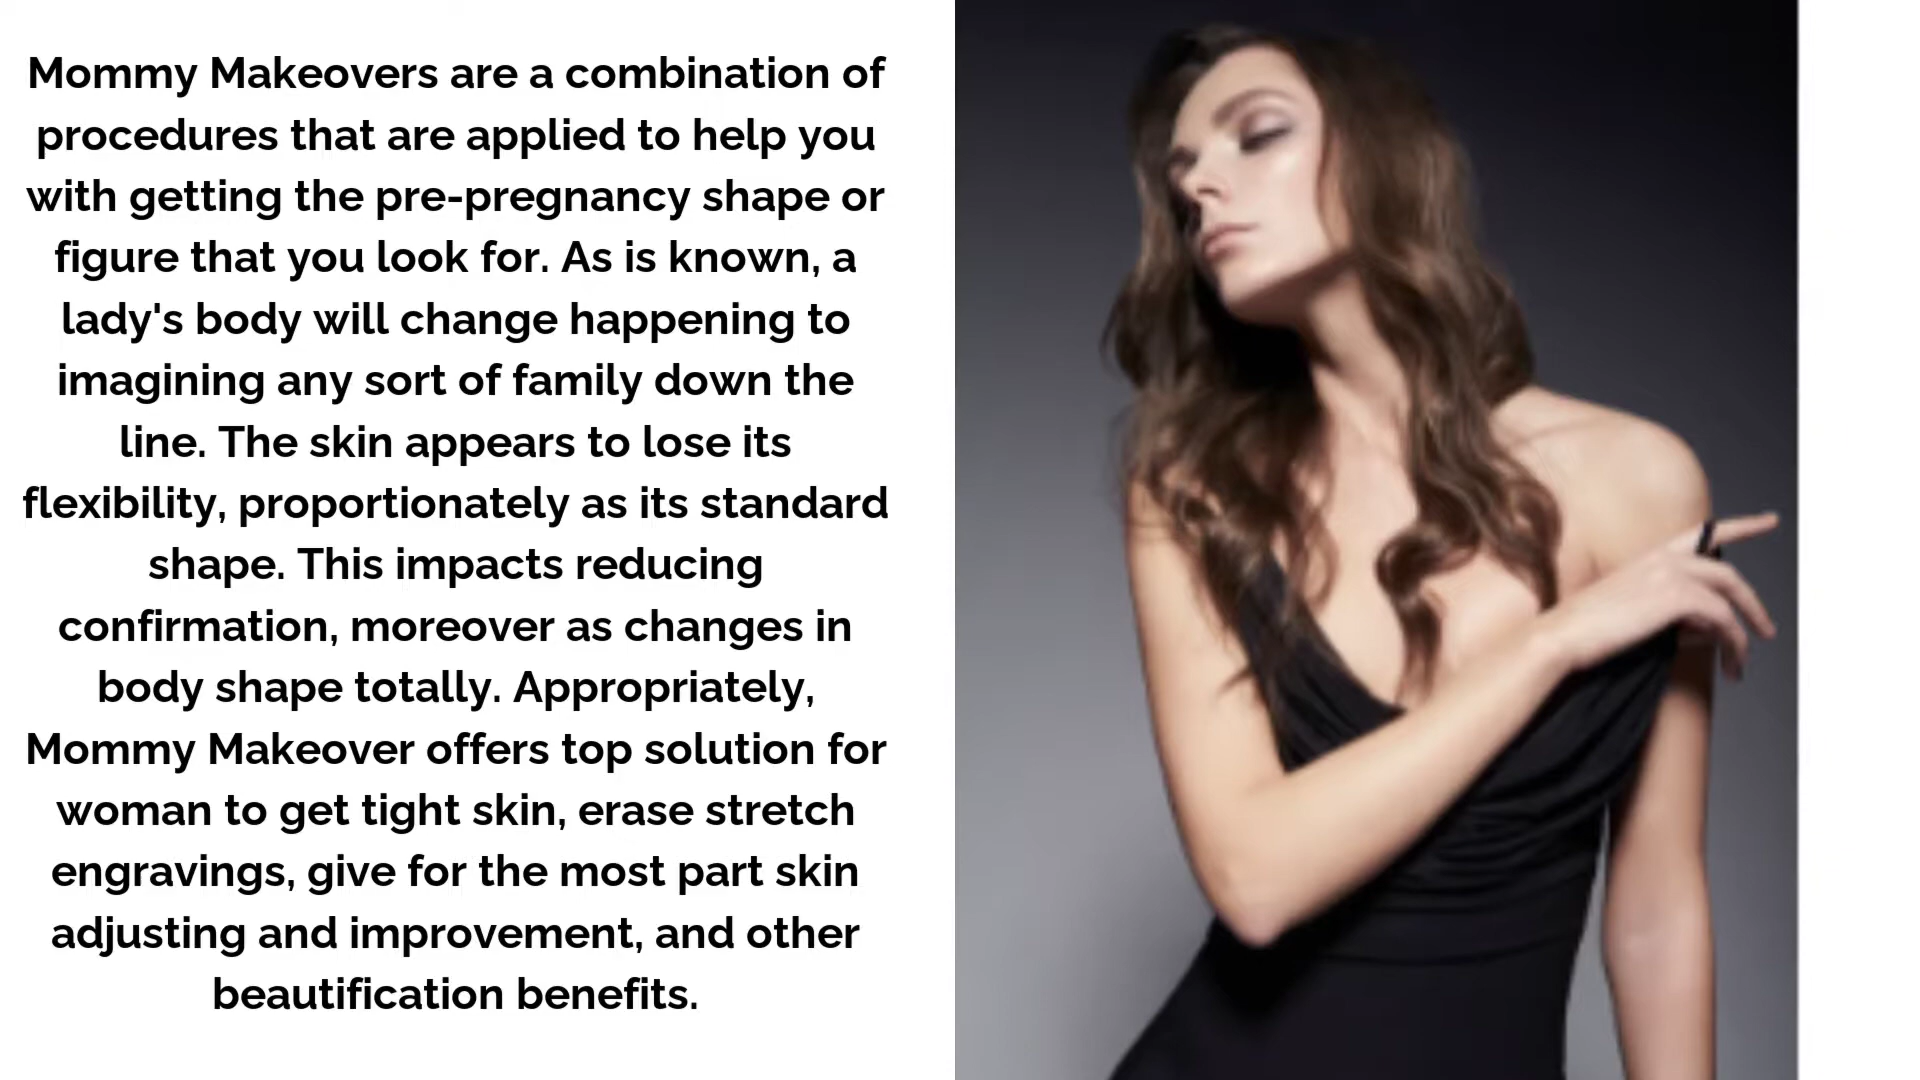 Mommy Makeovers are a combination of
procedures that are applied to help you
with getting the pre-pregnancy shape or
figure that you look for. As is known, a
lady's body will change happening to
imagining any sort of family down the
line. The skin appears to lose its
flexibility, proportionately as its standard
shape. This impacts reducing
confirmation, moreover as changes in
body shape totally. Appropriately,
Mommy Makeover offers top solution for
woman to get tight skin, erase stretch
engravings, give for the most part skin
adjusting and improvement, and other
beautification benefits.